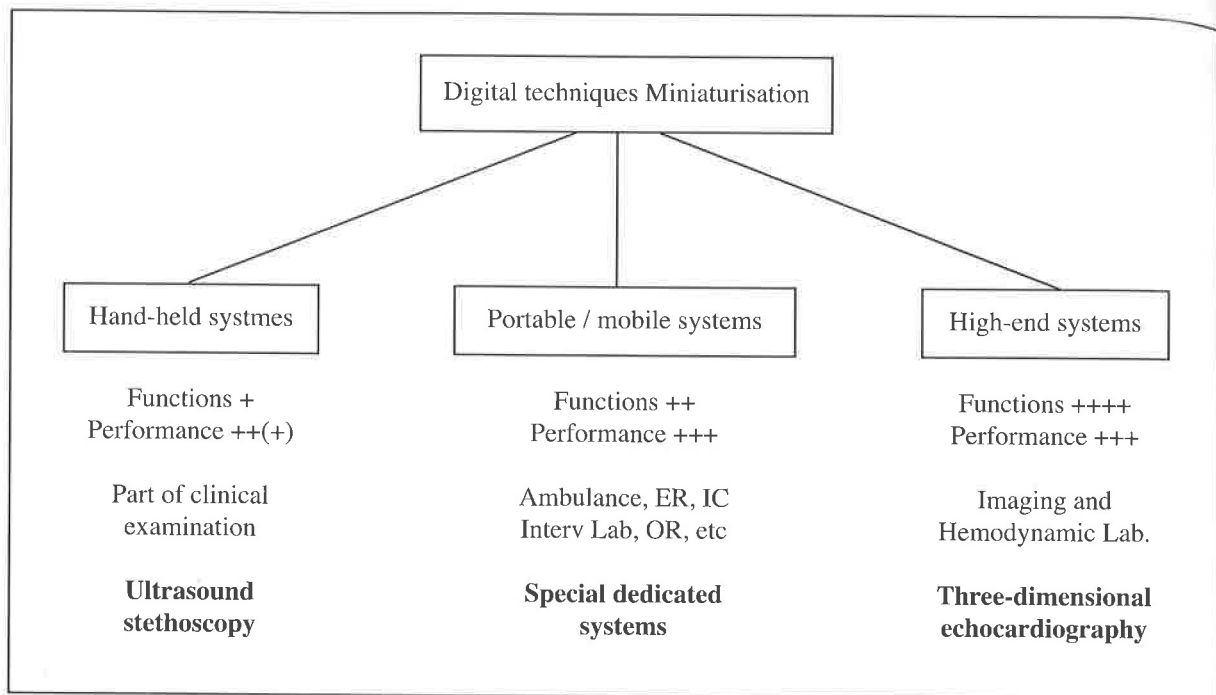 Digital techniques Miniaturisation
Hand-held systmes
Functions +
Performance ++(+)
Part of clinical
examination
Ultrasound
stethoscopy
Portable / mobile systems
Functions ++
Performance +++
Ambulance, ER, IC
Interv Lab, OR, etc
Special dedicated
systems
High-end systems
Functions ++++
Performance +++
Imaging and
Hemodynamic Lab.
Three-dimensional
echocardiography